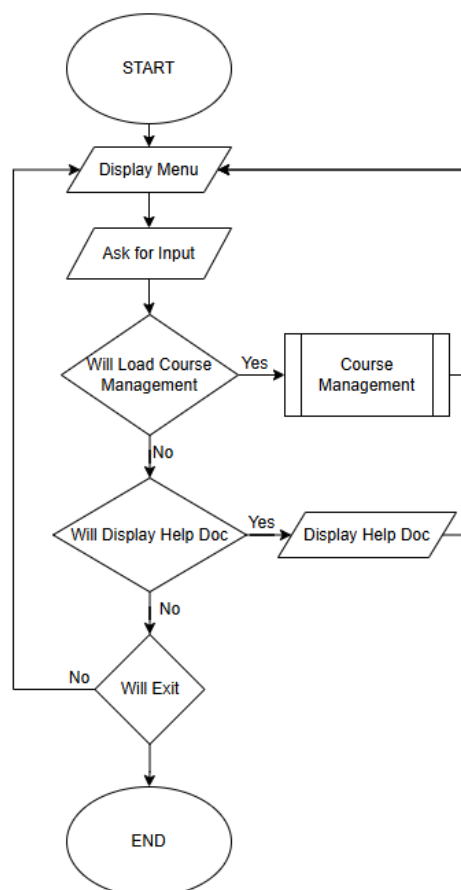 START
Display Menu
Ask for Input
Will Load Course
Management
Yes
Course
Management
No
Will Display Help Doc
Yes
Display Help Doc
No
Will Exit
No
END